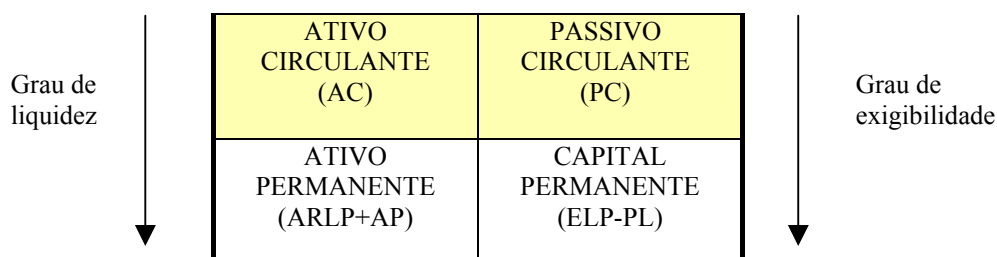 Grau de
liquidez
ATIVO
CIRCULANTE
(AC)
PASSIVO
CIRCULANTE
(PC)
ATIVO
PERMANENTE
(ARLP+AP)
CAPITAL
PERMANENTE
(ELP-PL)
Grau de
exigibilidade